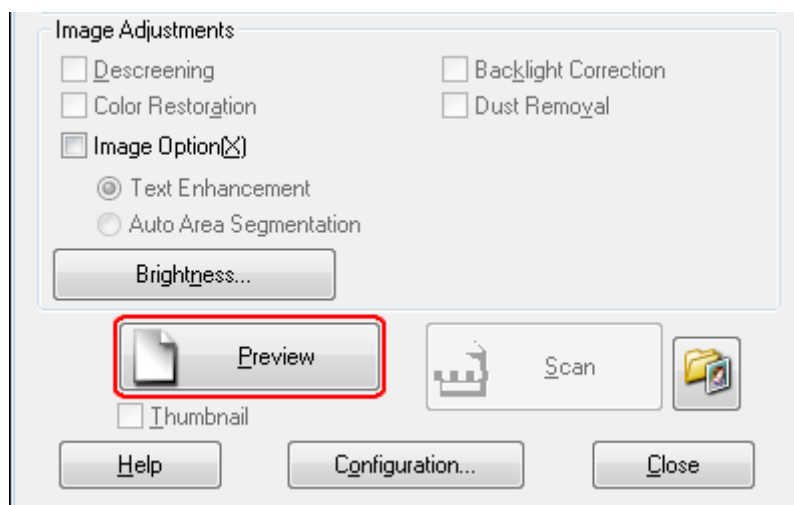 Image Adjustments
Descreening Backlight Correction
Color Restoration Dust Removal
Image Option(X)
Text Enhancement
Auto Area Segmentation
Brightness...
Preview Scan
Thumbnail
Help Configuration... Close